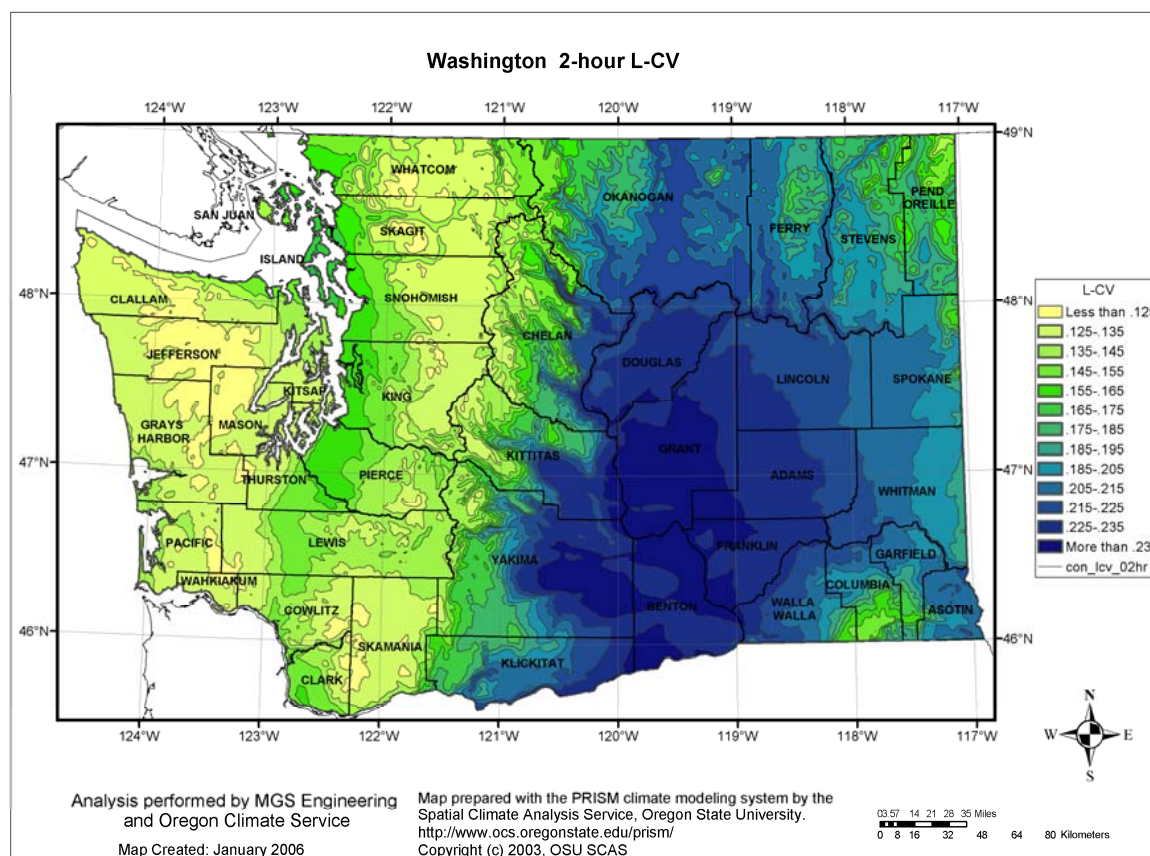 Washington 2-hour L-CV
124°W 123°W 122°W 121°W 120°W 119°W 118°W 117°W
49°N
WHATCOM
OKANOGAN
PEND
OREILLE
SAN JUAN
SKAGIT
FERRY
STEVENS
ISLAND
SNOHOMISH
48°N 48°N
CLALLAM
CHELAN
JEFFERSON
DOUGLAS
LINCOLN
SPOKANE
KITSAP
KING
GRAYS
HARBOR
MASON
GRANT
KITTITAS
47°N 47°N
THURSTON
PIERCE
ADAMS
WHITMAN
PACIFIC
LEWIS
YAKIMA
FRANKLIN
GARFIELD
WAHKIAKUM
COLUMBIA
COWLITZ
BENTON
WALLA
WALLA
ASOTIN
46°N 46°N
SKAMANIA
KLICKITAT
CLARK
124°W 123°W 122°W 121°W 120°W 119°W 118°W 117°W
L-CV
Less than .125
.125-.135
.135-.145
.145-.155
.155-.165
.165-.175
.175-.185
.185-.195
.185-.205
.205-.215
.215-.225
.225-.235
More than .23
con_lcv_02hr
N
W E
S
Analysis performed by MGS Engineering
and Oregon Climate Service
Map Created: January 2006
Map prepared with the PRISM climate modeling system by the
Spatial Climate Analysis Service, Oregon State University.
http://www.ocs.oregonstate.edu/prism/
Copyright (c) 2003, OSU SCAS
03.57 14 21 28 35 Miles
0 8 16 32 48 64 80 Kilometers